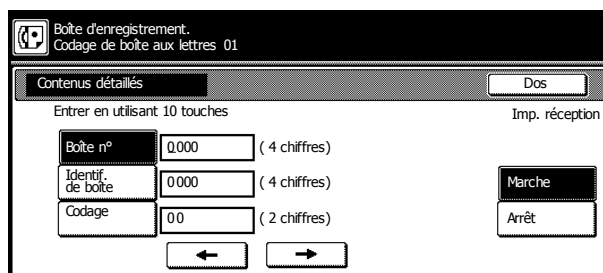 Boîte d'enregistrement.
Codage de boîte aux lettres 01
Contenus détaillés
Dos
Entrer en utilisant 10 touches
Imp. réception
Boîte n° 0000 ( 4 chiffres)
Identif. de boîte 0000 ( 4 chiffres)
Marche
Codage 00 ( 2 chiffres)
Arrêt